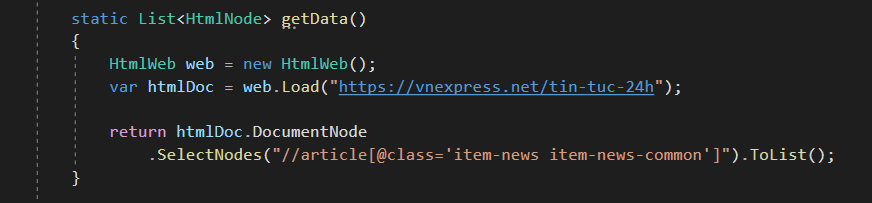 static List<HtmlNode> getData()
{
HtmlWeb web = new HtmlWeb();
var htmlDoc = web.Load("https://vnexpress.net/tin-tuc-24h");
return htmlDoc.DocumentNode
.SelectNodes("//article[@class='item-news item-news-common']").ToList();
}